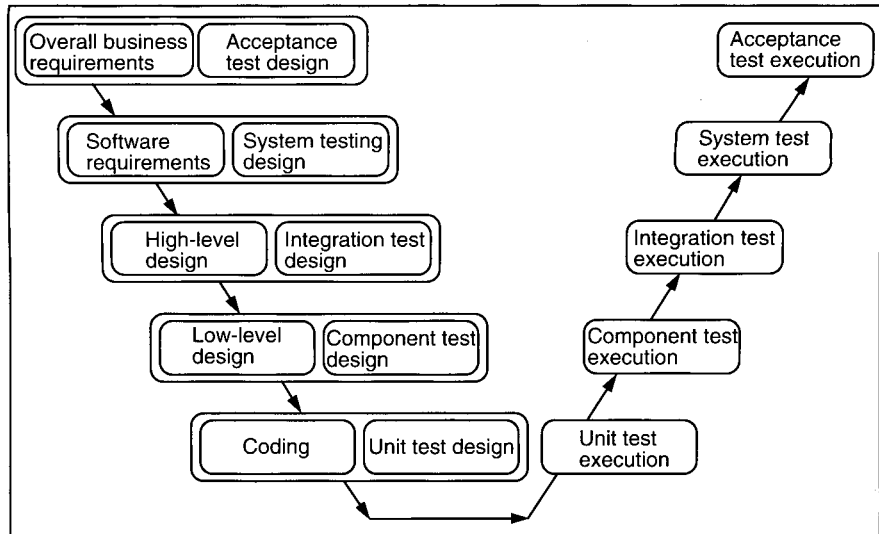 Overall business
requirements
Acceptance
test design
Acceptance
test execution
Software
requirements
System testing
design
System test
execution
High-level
design
Integration test
design
Integration test
execution
Low-level
design
Component test
design
Component test
execution
Coding
Unit test design
Unit test
execution